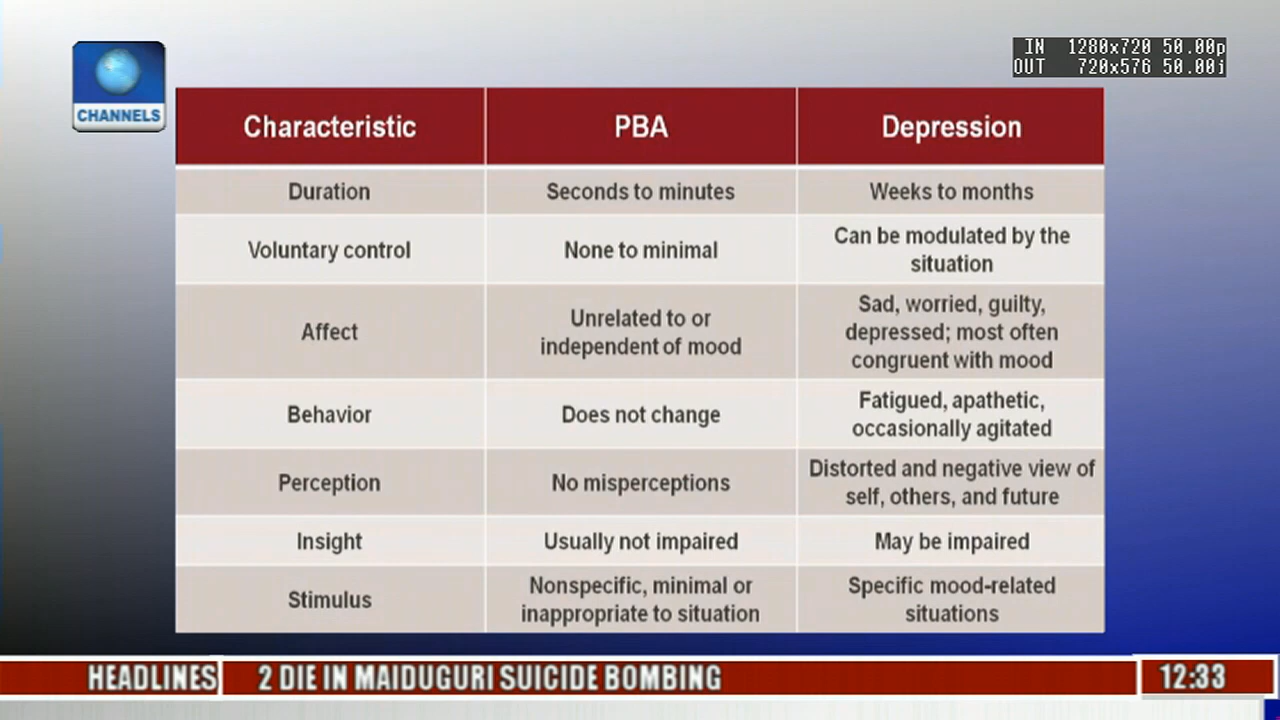 IN 1280x720 50.00p
OUT 720x576 50.00i
CHANNELS
Characteristic
PBA
Depression
Duration
Seconds to minutes
Weeks to months
Voluntary control
None to minimal
Can be modulated by the
situation
Affect
Unrelated to or
independent of mood
Sad, worried, guilty,
depressed; most often
congruent with mood
Behavior
Does not change
Fatigued, apathetic,
occasionally agitated
Perception
No misperceptions
Distorted and negative view of
self, others, and future
Insight
Usually not impaired
May be impaired
Stimulus
Nonspecific, minimal or
inappropriate to situation
Specific mood-related
situations
HEADLINES
2 DIE IN MAIDUGURI SUICIDE BOMBING
12:33